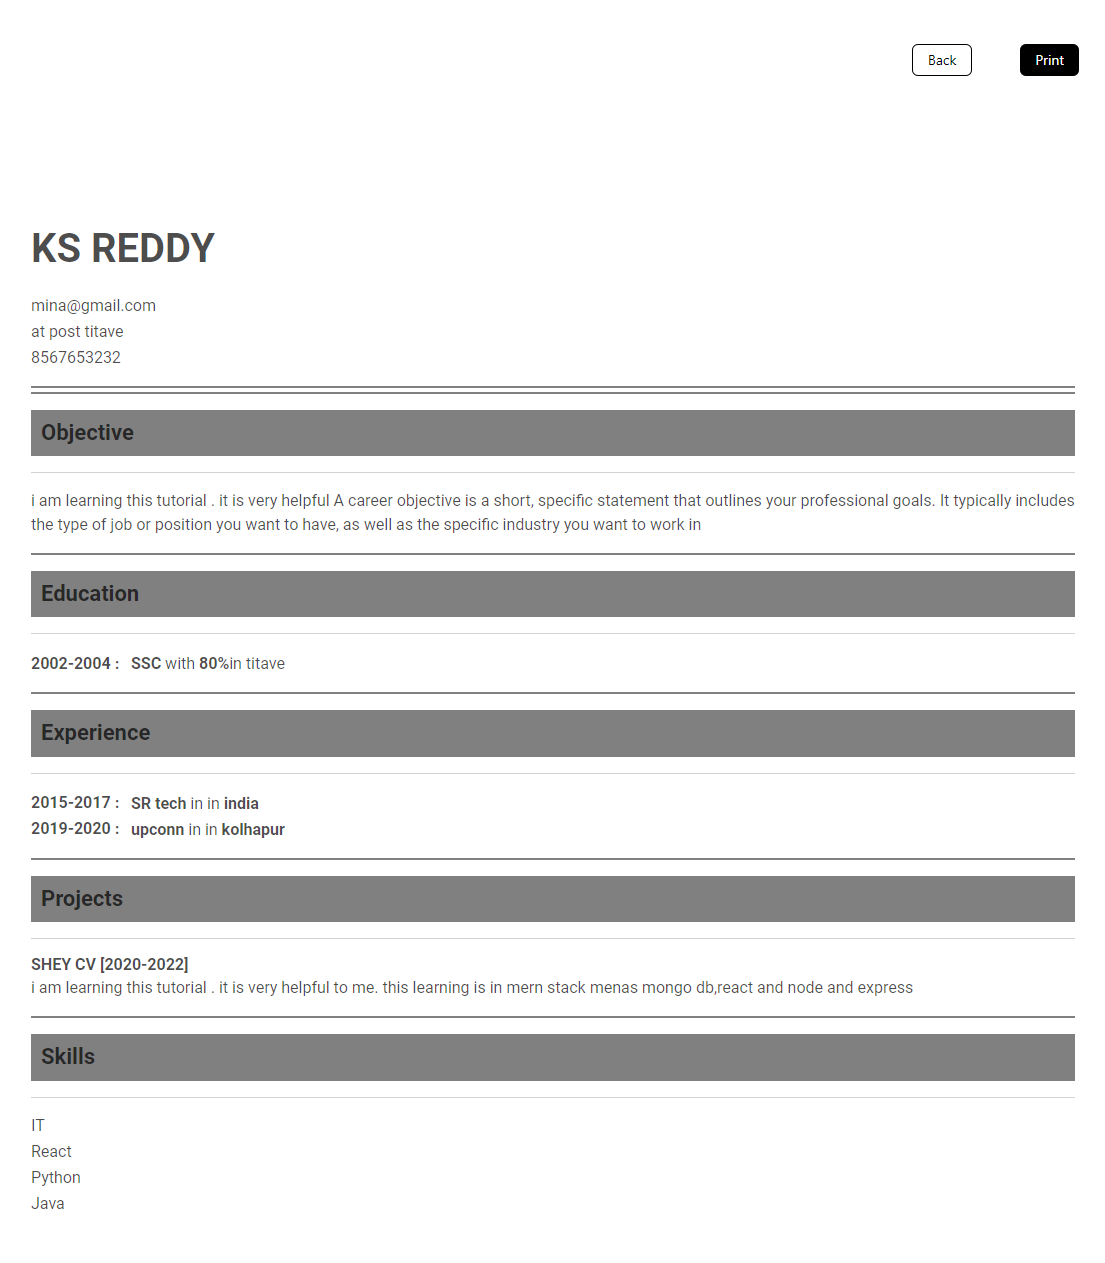 Back Print
KS REDDY
mina@gmail.com
at post titave
8567653232
Objective
i am learning this tutorial . it is very helpful A career objective is a short, specific statement that outlines your professional goals. It typically includes
the type of job or position you want to have, as well as the specific industry you want to work in
Education
2002-2004 : SSC with 80%in titave
Experience
2015-2017 : SR tech in in india
2019-2020 : upconn in in kolhapur
Projects
SHEY CV [2020-2022]
i am learning this tutorial . it is very helpful to me. this learning is in mern stack menas mongo db,react and node and express
Skills
IT
React
Python
Java